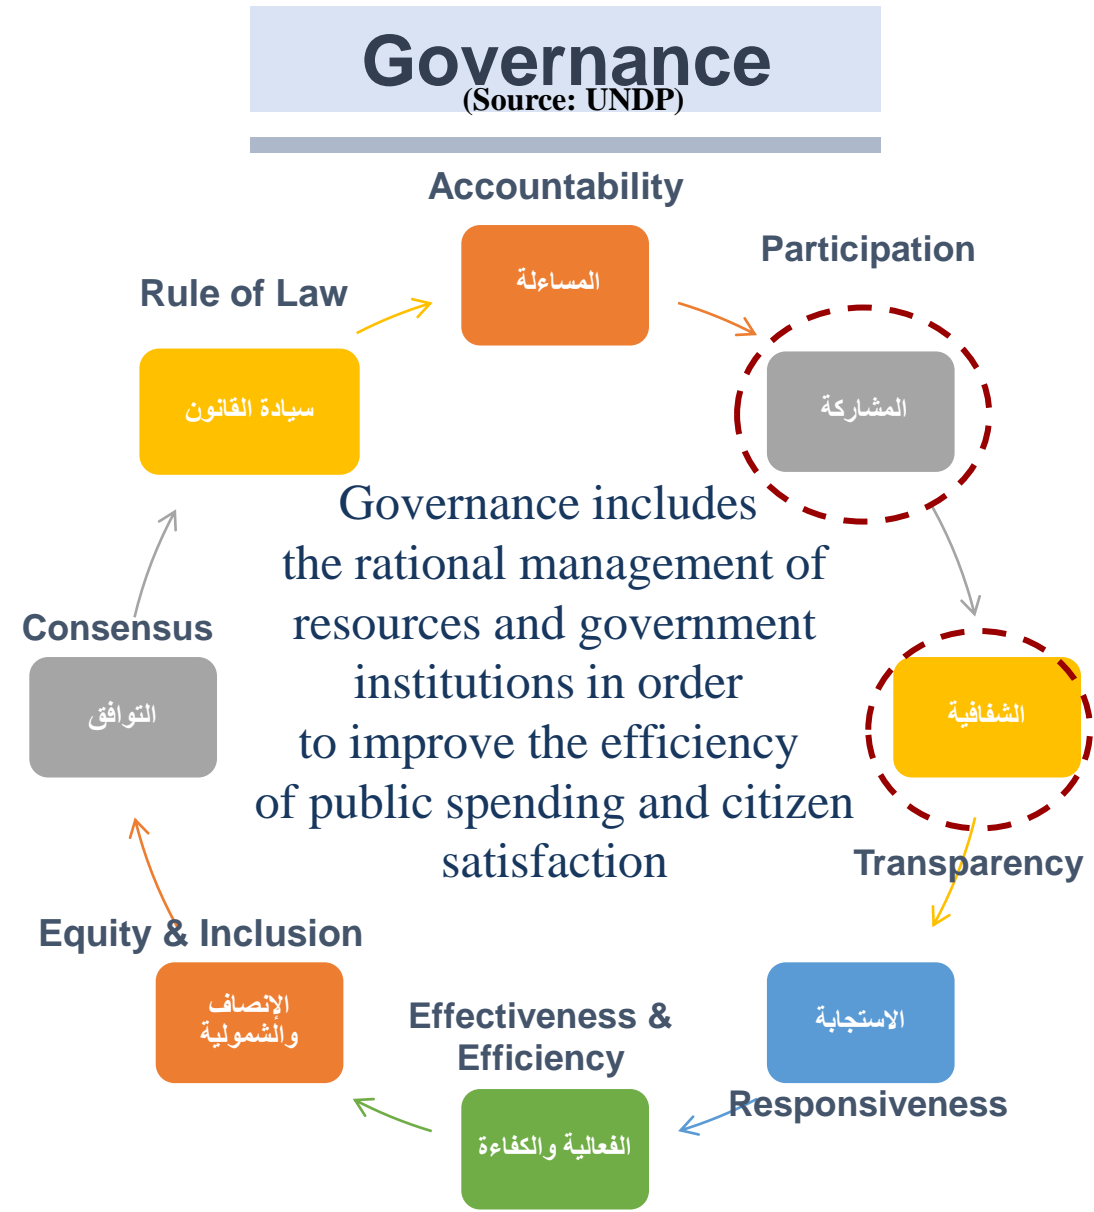 Governance
(Source: UNDP)
Accountability
المساءلة
Participation
المشاركة
Rule of Law
سيادة القانون
Governance includes
the rational management of
resources and government
institutions in order
to improve the efficiency
of public spending and citizen
satisfaction
Consensus
التوافق
الشفافية
Transparency
Equity & Inclusion
الإنصاف
والشمولية
Effectiveness &
Efficiency
الفعالية والكفاءة
الاستجابة
Responsiveness